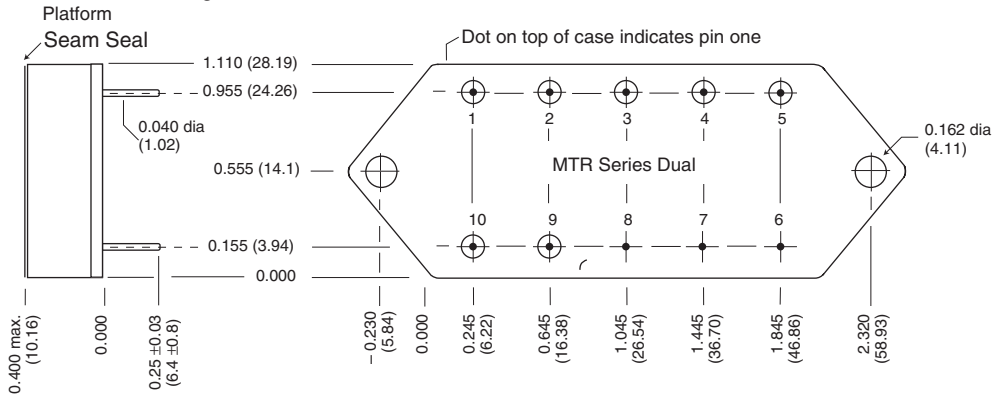 Platform
Seam Seal
Dot on top of case indicates pin one
1.110 (28.19)
0.955 (24.26)
1 2 3 4 5
0.040 dia
(1.02)
0.162 dia
(4.11)
0.555 (14.1)
MTR Series Dual
10 9 8 7 6
0.155 (3.94)
0.000
0.400 max.
(10.16)
0.000
0.25 ±0.03
(6.4 ±0.8)
– 0.230
(5.84)
0.000
0.245
(6.22)
0.645
(16.38)
1.045
(26.54)
1.445
(36.70)
1.845
(46.86)
2.320
(58.93)